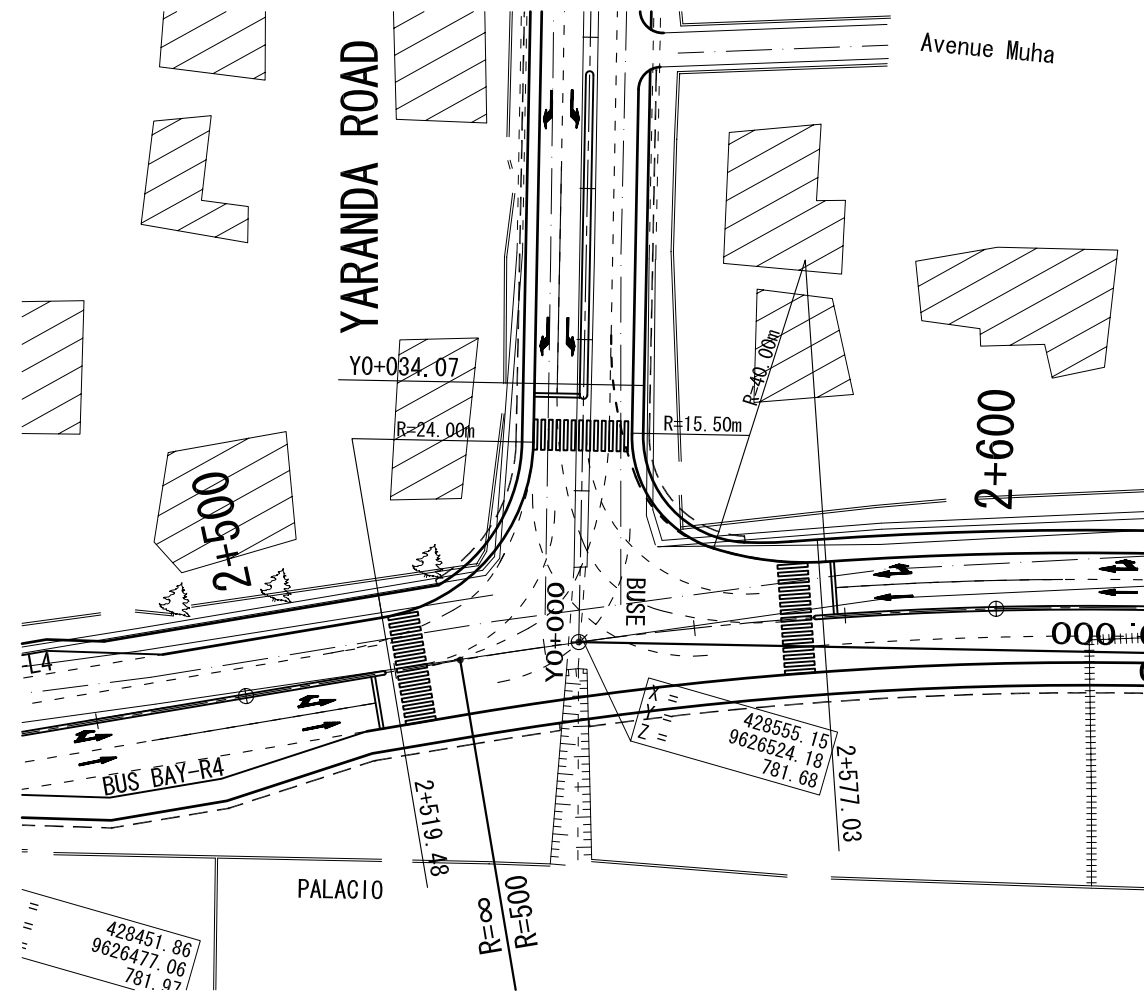 Avenue Muha
YARANDA ROAD
Y0+034.07
R=24.00m
R=15.50m
R=40.00m
2+500
2+600
Y0+000
BUSE
L4
X =
Y =
Z =
428555.15
9626524.18
781.68
BUS BAY-R4
2+519.48
2+577.03
PALACIO
R=∞
R=500
=
=
=
428451.86
9626477.06
781.97